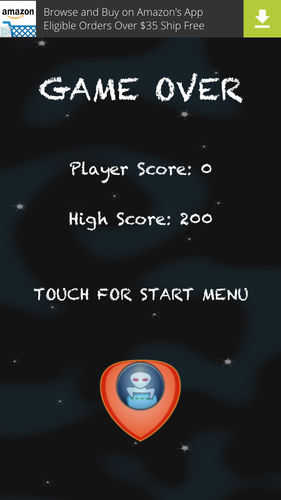 amazon
Browse and Buy on Amazon's App
Eligible Orders Over $35 Ship Free
GAME OVER
Player Score: 0
High Score: 200
TOUCH FOR START MENU